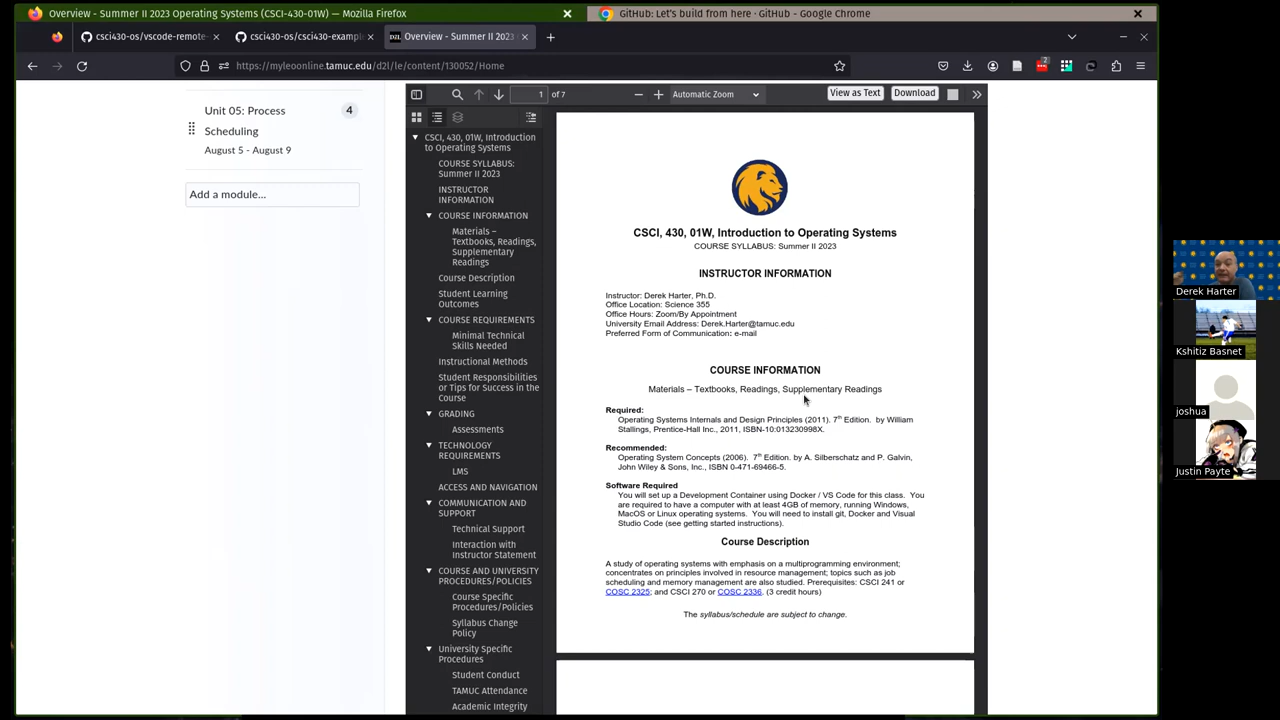 Overview - Summer II 2023 Operating Systems (CSCI-430-01W) — Mozilla Firefox
GitHub: Let's build from here · GitHub - Google Chrome
csci430-os/vscode-remote-
csci430-os/csci430-exampl
D2L
Overview - Summer II 2023
https://myleoonline.tamuc.edu/d2l/le/content/130052/Home
2
Unit 05: Process
Scheduling
4
August 5 - August 9
Add a module...
1
of 7
Automatic Zoom
View as Text
Download
CSCI, 430, 01W, Introduction
to Operating Systems
COURSE SYLLABUS:
Summer II 2023
INSTRUCTOR
INFORMATION
COURSE INFORMATION
Materials –
Textbooks, Readings,
Supplementary
Readings
Course Description
Student Learning
Outcomes
COURSE REQUIREMENTS
Minimal Technical
Skills Needed
Instructional Methods
Student Responsibilities
or Tips for Success in the
Course
GRADING
Assessments
TECHNOLOGY
REQUIREMENTS
LMS
ACCESS AND NAVIGATION
COMMUNICATION AND
SUPPORT
Technical Support
Interaction with
Instructor Statement
COURSE AND UNIVERSITY
PROCEDURES/POLICIES
Course Specific
Procedures/Policies
Syllabus Change
Policy
University Specific
Procedures
Student Conduct
TAMUC Attendance
Academic Integrity
CSCI, 430, 01W, Introduction to Operating Systems
COURSE SYLLABUS: Summer II 2023
INSTRUCTOR INFORMATION
Instructor: Derek Harter, Ph.D.
Office Location: Science 355
Office Hours: Zoom/By Appointment
University Email Address: Derek.Harter@tamuc.edu
Preferred Form of Communication: e-mail
COURSE INFORMATION
Materials – Textbooks, Readings, Supplementary Readings
Required:
Operating Systems Internals and Design Principles (2011). 7th Edition. by William
Stallings, Prentice-Hall Inc., 2011, ISBN-10:013230998X.
Recommended:
Operating System Concepts (2006). 7th Edition. by A. Silberschatz and P. Galvin,
John Wiley & Sons, Inc., ISBN 0-471-69466-5.
Software Required
You will set up a Development Container using Docker / VS Code for this class. You
are required to have a computer with at least 4GB of memory, running Windows,
MacOS or Linux operating systems. You will need to install git, Docker and Visual
Studio Code (see getting started instructions).
Course Description
A study of operating systems with emphasis on a multiprogramming environment;
concentrates on principles involved in resource management; topics such as job
scheduling and memory management are also studied. Prerequisites: CSCI 241 or
COSC 2325; and CSCI 270 or COSC 2336. (3 credit hours)
The syllabus/schedule are subject to change.
Derek Harter
Kshitiz Basnet
joshua
Justin Payte